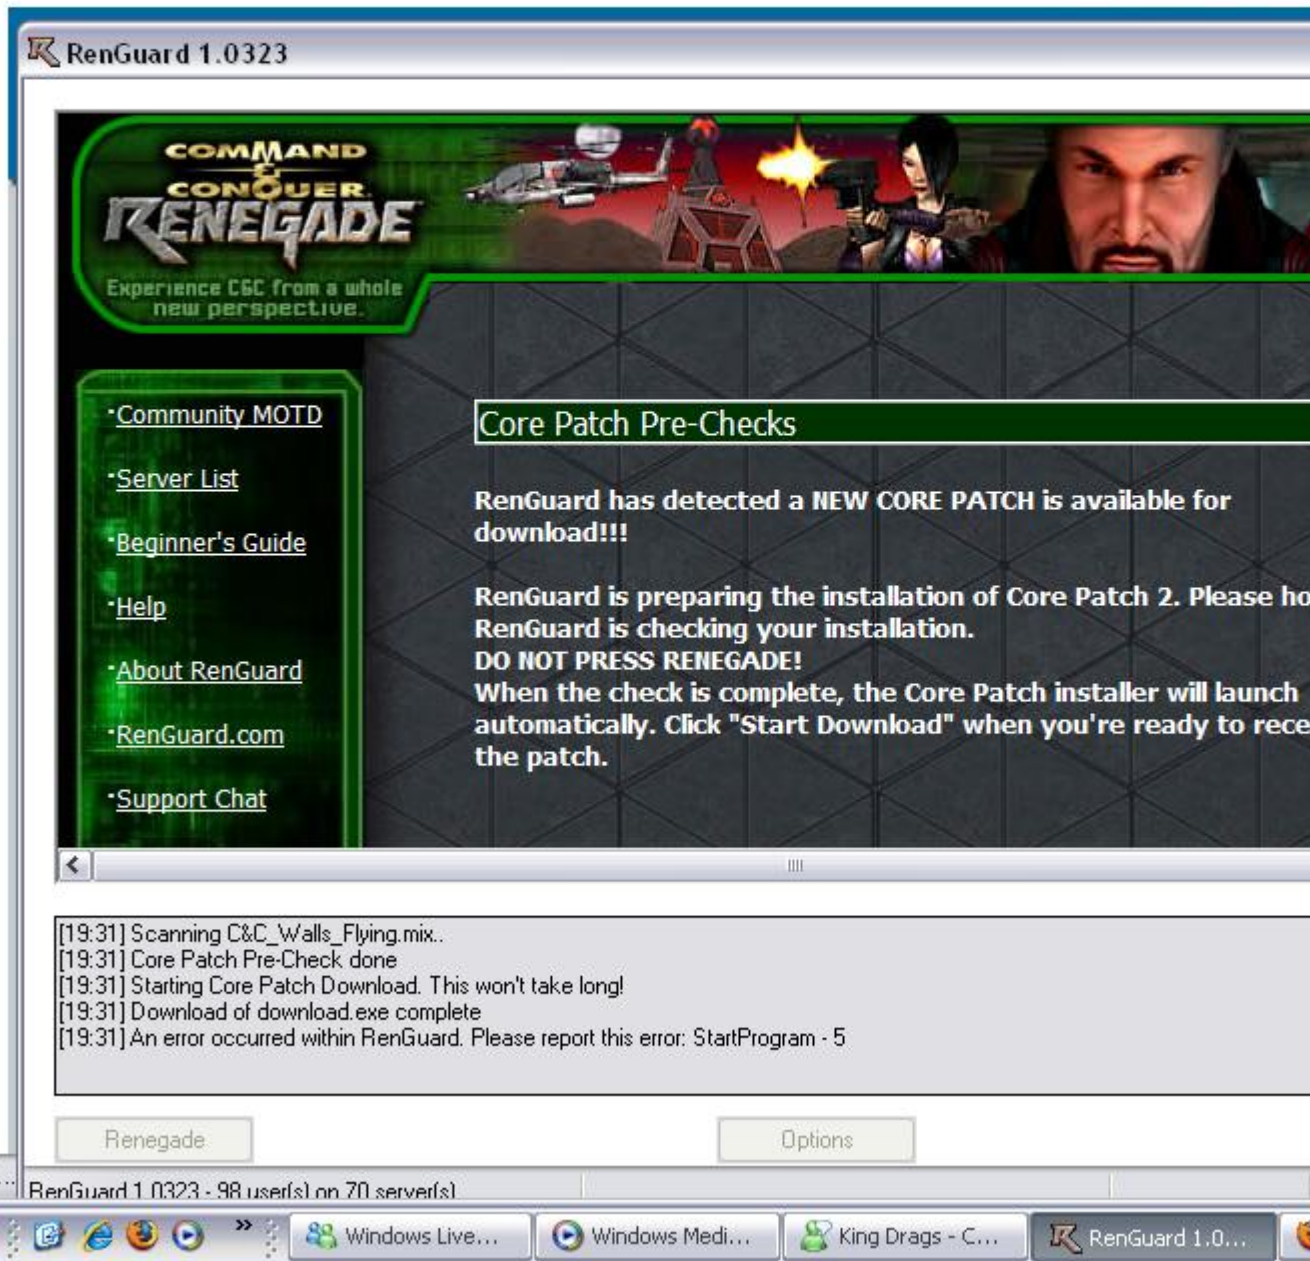 RenGuard 1.0323
COMMAND
&
CONQUER
RENEGADE
Experience C&C from a whole
new perspective.
·Community MOTD
·Server List
·Beginner's Guide
·Help
·About RenGuard
·RenGuard.com
·Support Chat
Core Patch Pre-Checks
RenGuard has detected a NEW CORE PATCH is available for
download!!!
RenGuard is preparing the installation of Core Patch 2. Please ho
RenGuard is checking your installation.
DO NOT PRESS RENEGADE!
When the check is complete, the Core Patch installer will launch
automatically. Click "Start Download" when you're ready to rece
the patch.
[19:31] Scanning C&C_Walls_Flying.mix..
[19:31] Core Patch Pre-Check done
[19:31] Starting Core Patch Download. This won't take long!
[19:31] Download of download.exe complete
[19:31] An error occurred within RenGuard. Please report this error: StartProgram - 5
Renegade
Options
RenGuard 1.0323 - 98 user(s) on 70 server(s)
Windows Live...
Windows Medi...
King Drags - C...
RenGuard 1.0...